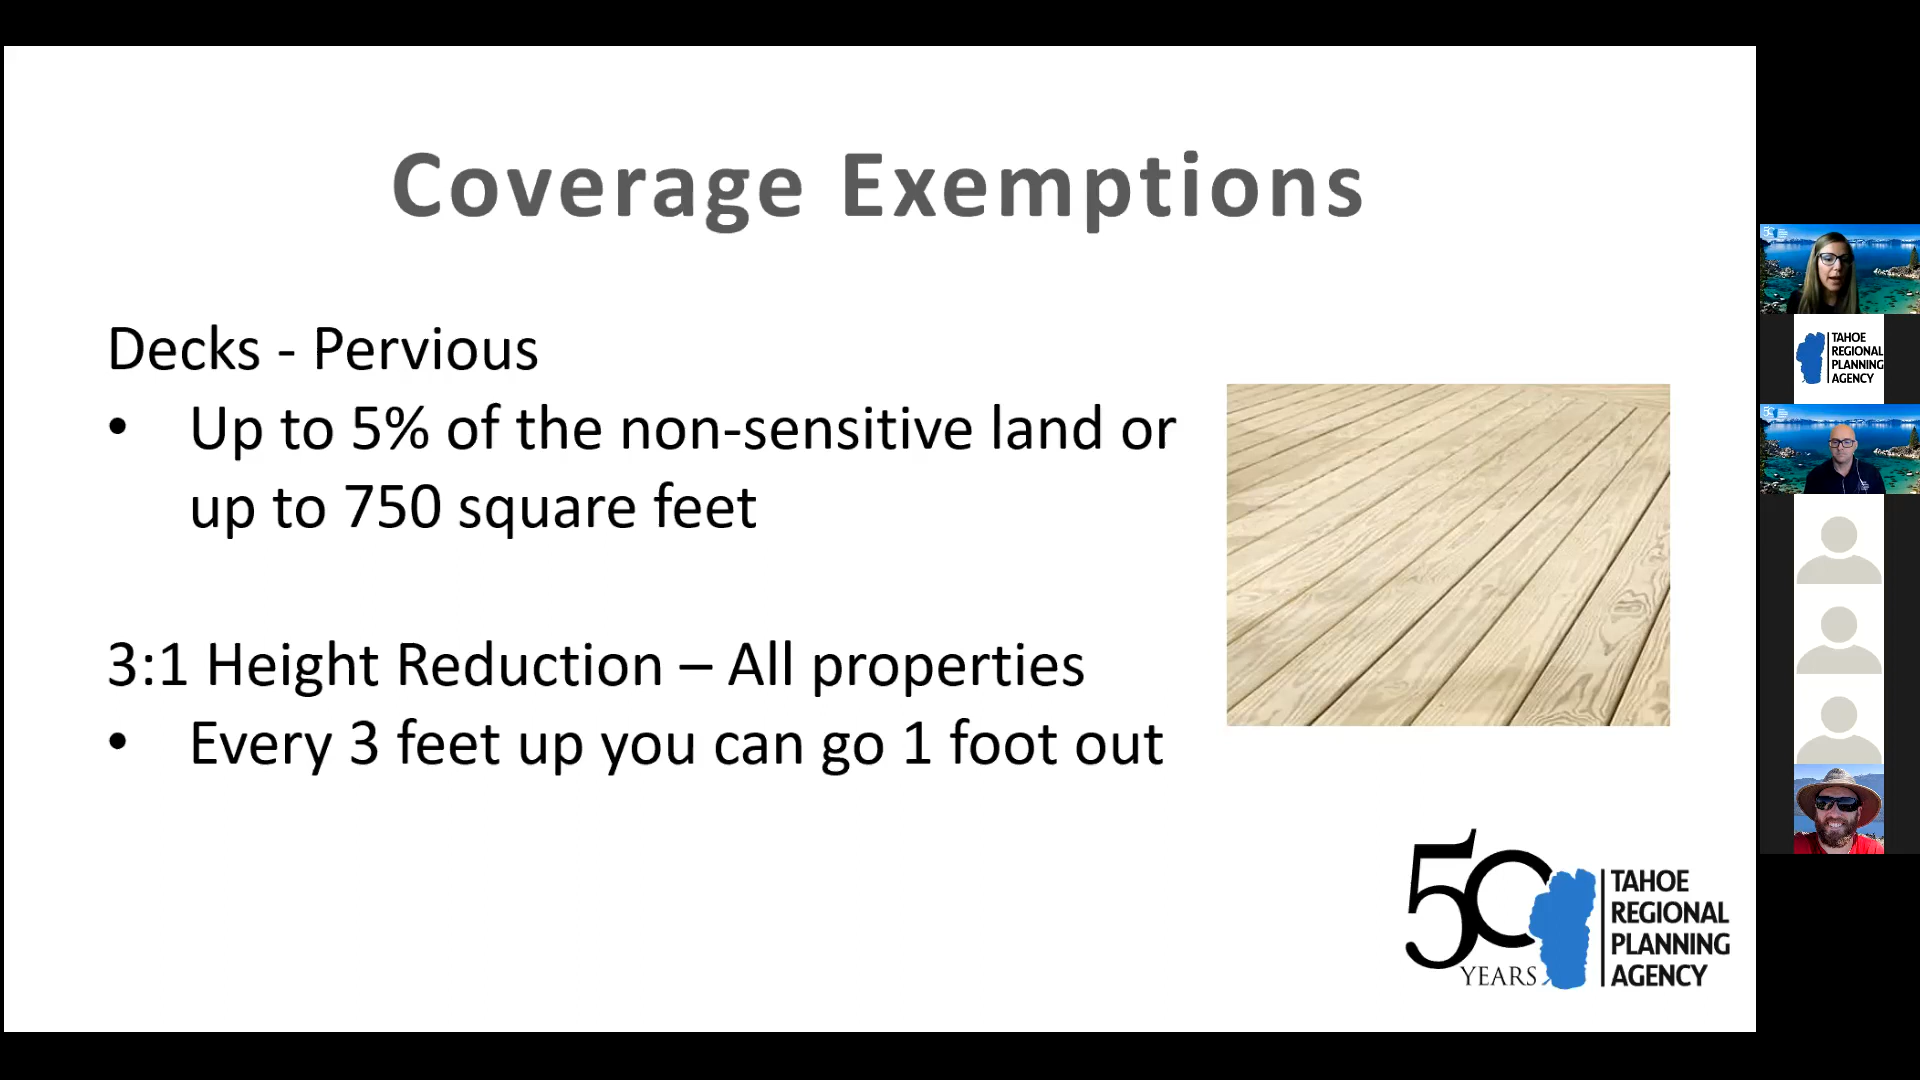 Coverage Exemptions
Decks - Pervious
• Up to 5% of the non-sensitive land or
up to 750 square feet
3:1 Height Reduction – All properties
• Every 3 feet up you can go 1 foot out
50
YEARS
TAHOE
REGIONAL
PLANNING
AGENCY
TAHOE
REGIONAL
PLANNING
AGENCY